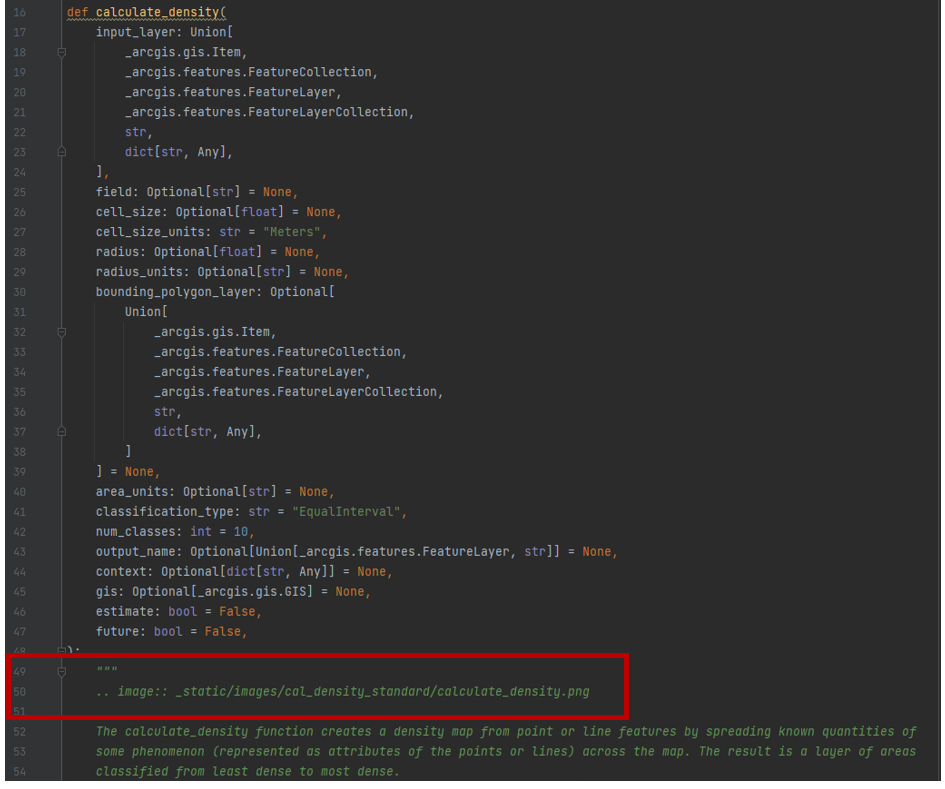 16 def calculate_density(
17 input_layer: Union[
18 _arcgis.gis.Item,
19 _arcgis.features.FeatureCollection,
20 _arcgis.features.FeatureLayer,
21 _arcgis.features.FeatureLayerCollection,
22 str,
23 dict[str, Any],
24 ],
25 field: Optional[str] = None,
26 cell_size: Optional[float] = None,
27 cell_size_units: str = "Meters",
28 radius: Optional[float] = None,
29 radius_units: Optional[str] = None,
30 bounding_polygon_layer: Optional[
31 Union[
32 _arcgis.gis.Item,
33 _arcgis.features.FeatureCollection,
34 _arcgis.features.FeatureLayer,
35 _arcgis.features.FeatureLayerCollection,
36 str,
37 dict[str, Any],
38 ]
39 ] = None,
40 area_units: Optional[str] = None,
41 classification_type: str = "EqualInterval",
42 num_classes: int = 10,
43 output_name: Optional[Union[_arcgis.features.FeatureLayer, str]] = None,
44 context: Optional[dict[str, Any]] = None,
45 gis: Optional[_arcgis.gis.GIS] = None,
46 estimate: bool = False,
47 future: bool = False,
48 ):
49 """
50 .. image:: _static/images/cal_density_standard/calculate_density.png
51
52 The calculate_density function creates a density map from point or line features by spreading known quantities of
53 some phenomenon (represented as attributes of the points or lines) across the map. The result is a layer of areas
54 classified from least dense to most dense.